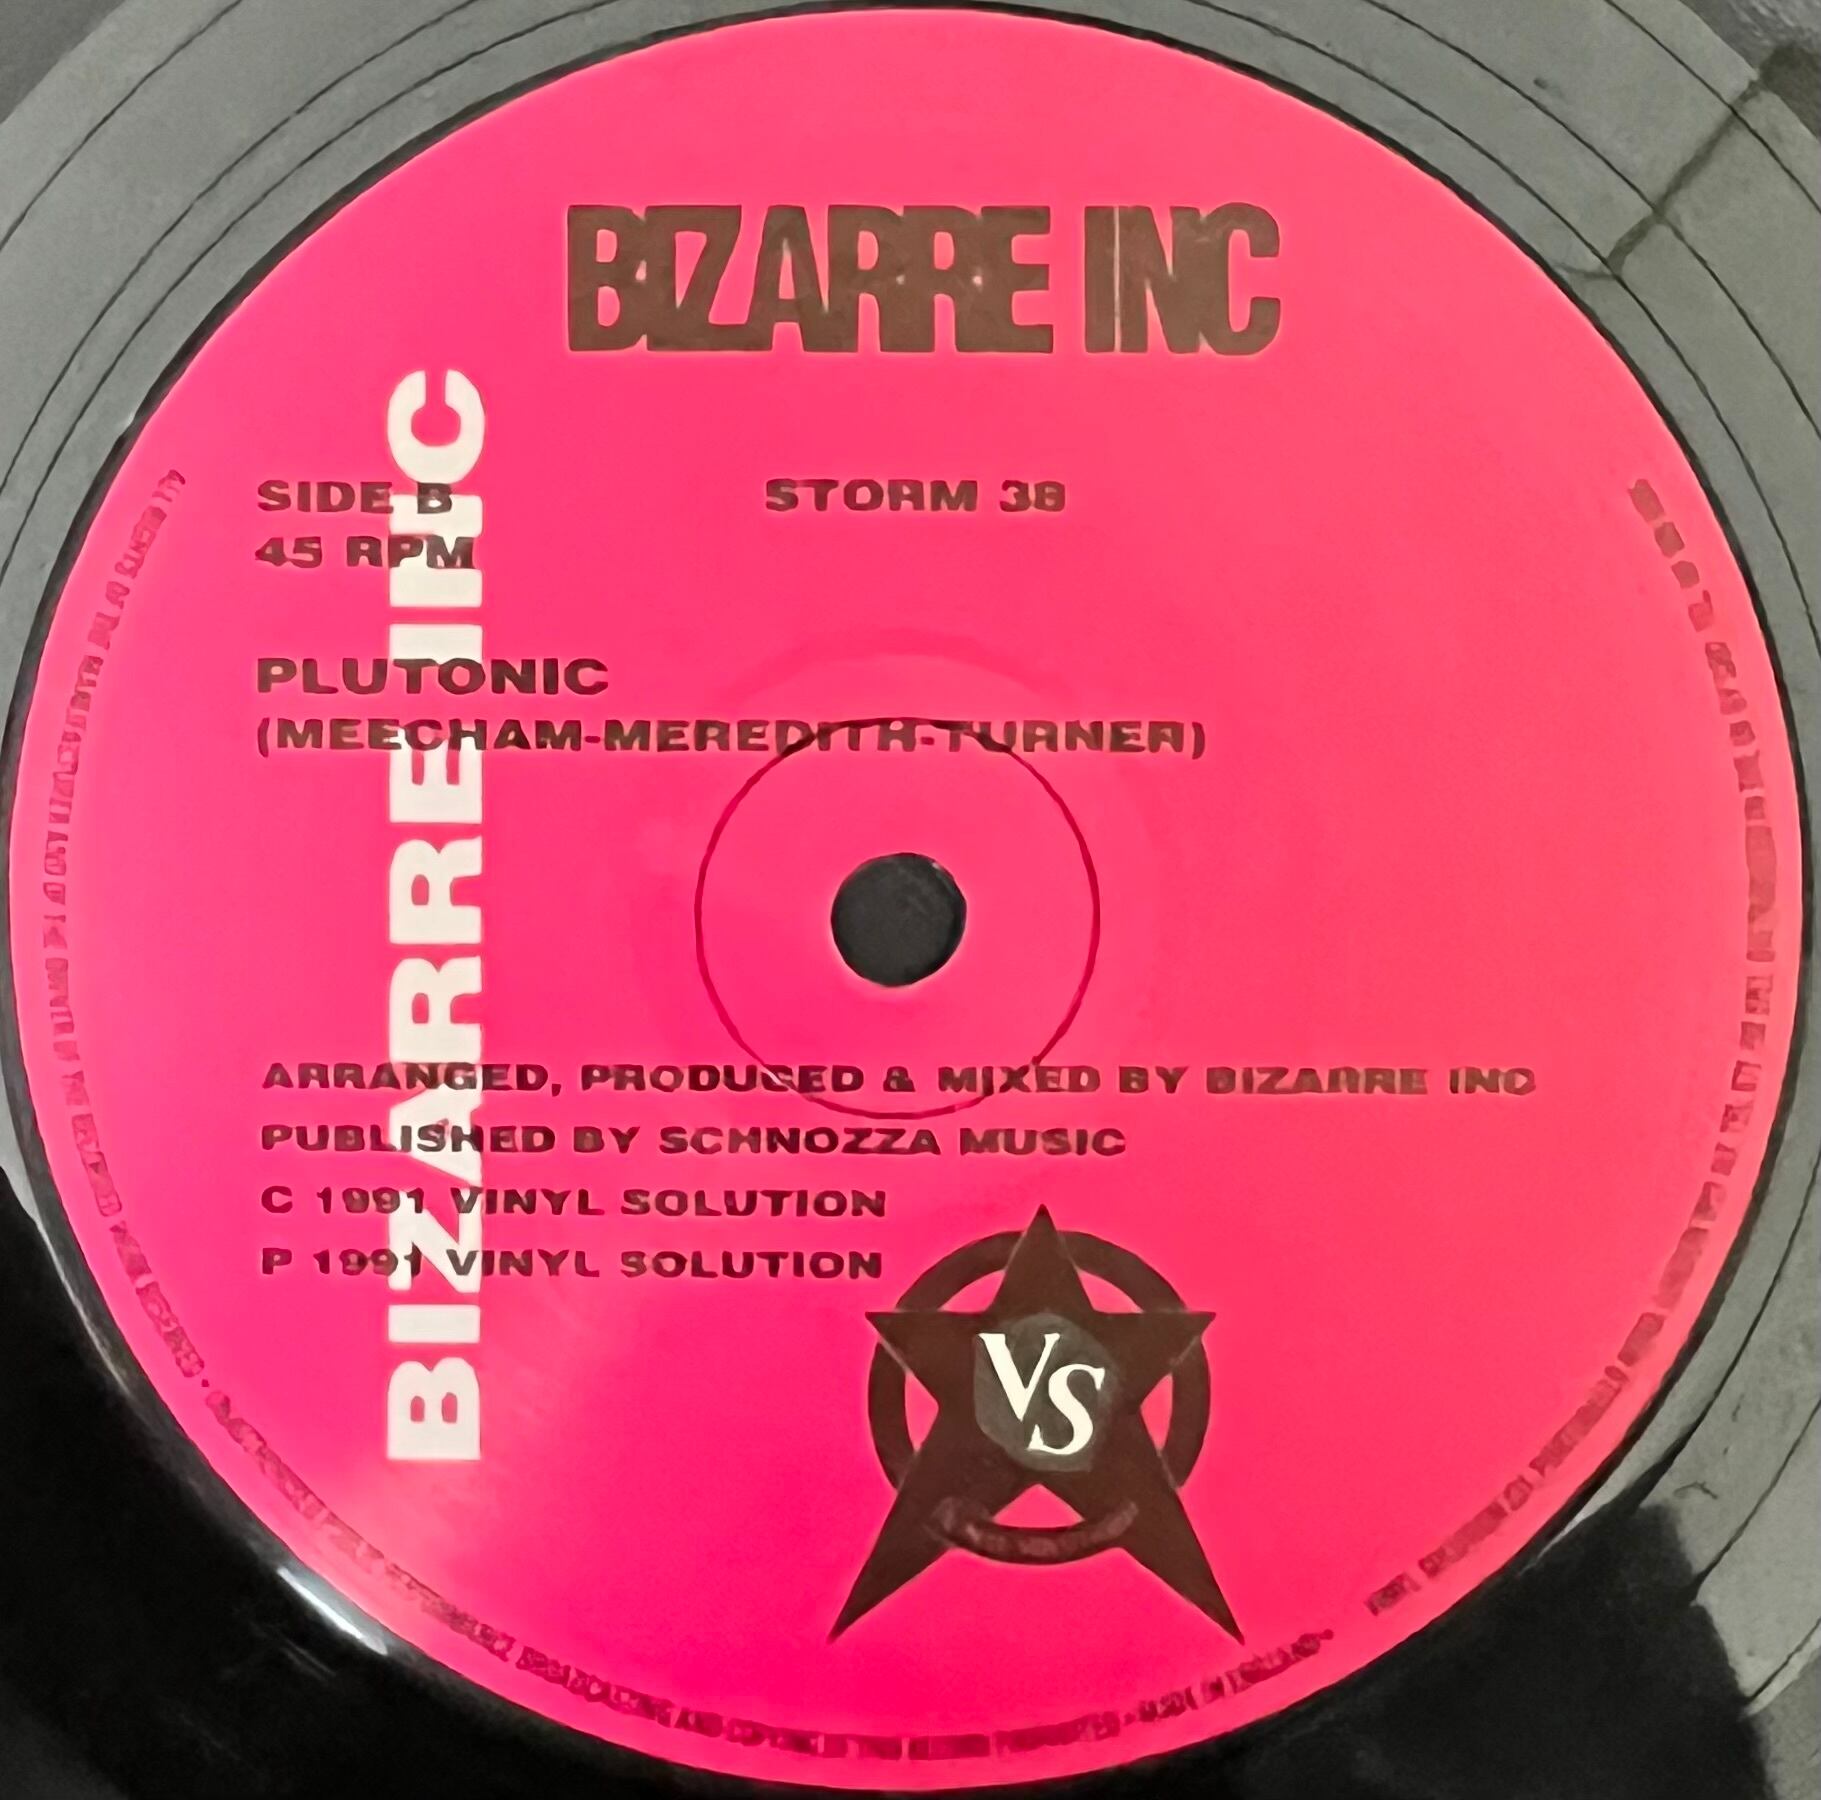 BIZARRE INC
BIZARRE INC
SIDE B
STORM 38
45 RPM
PLUTONIC
(MEECHAM-MEREDITH-TURNER)
ARRANGED, PRODUCED & MIXED BY BIZARRE INC
PUBLISHED BY SCHNOZZA MUSIC
C 1991 VINYL SOLUTION
P 1991 VINYL SOLUTION
VS